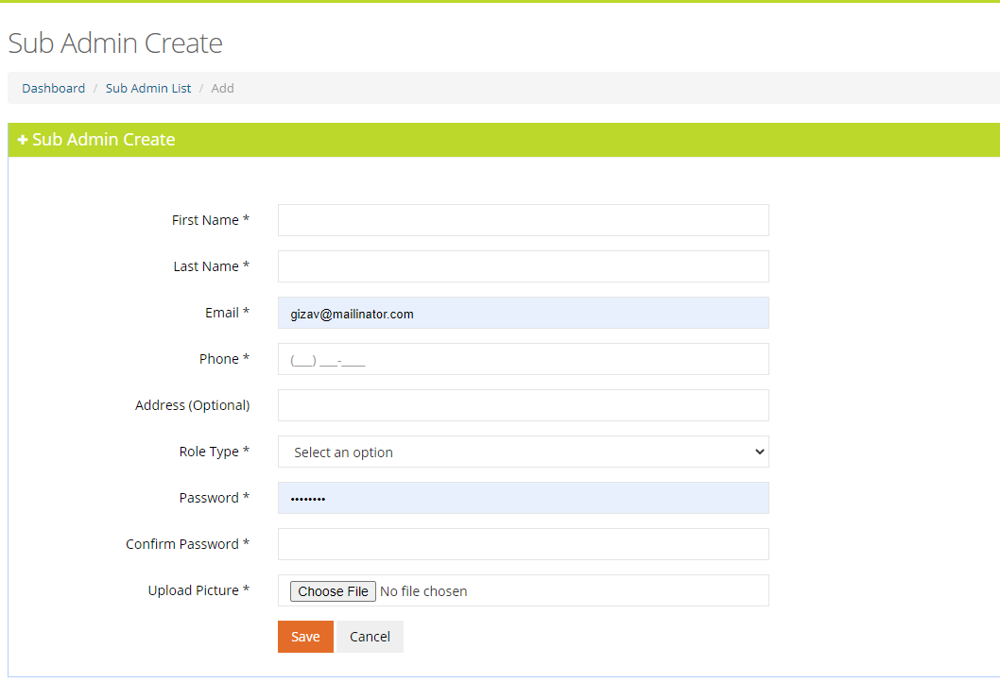 Sub Admin Create
Dashboard / Sub Admin List / Add
+ Sub Admin Create
First Name *
Last Name *
Email * gizav@mailinator.com
Phone * (___) ___-____
Address (Optional)
Role Type * Select an option
Password * ••••••••
Confirm Password *
Upload Picture * Choose File No file chosen
Save Cancel